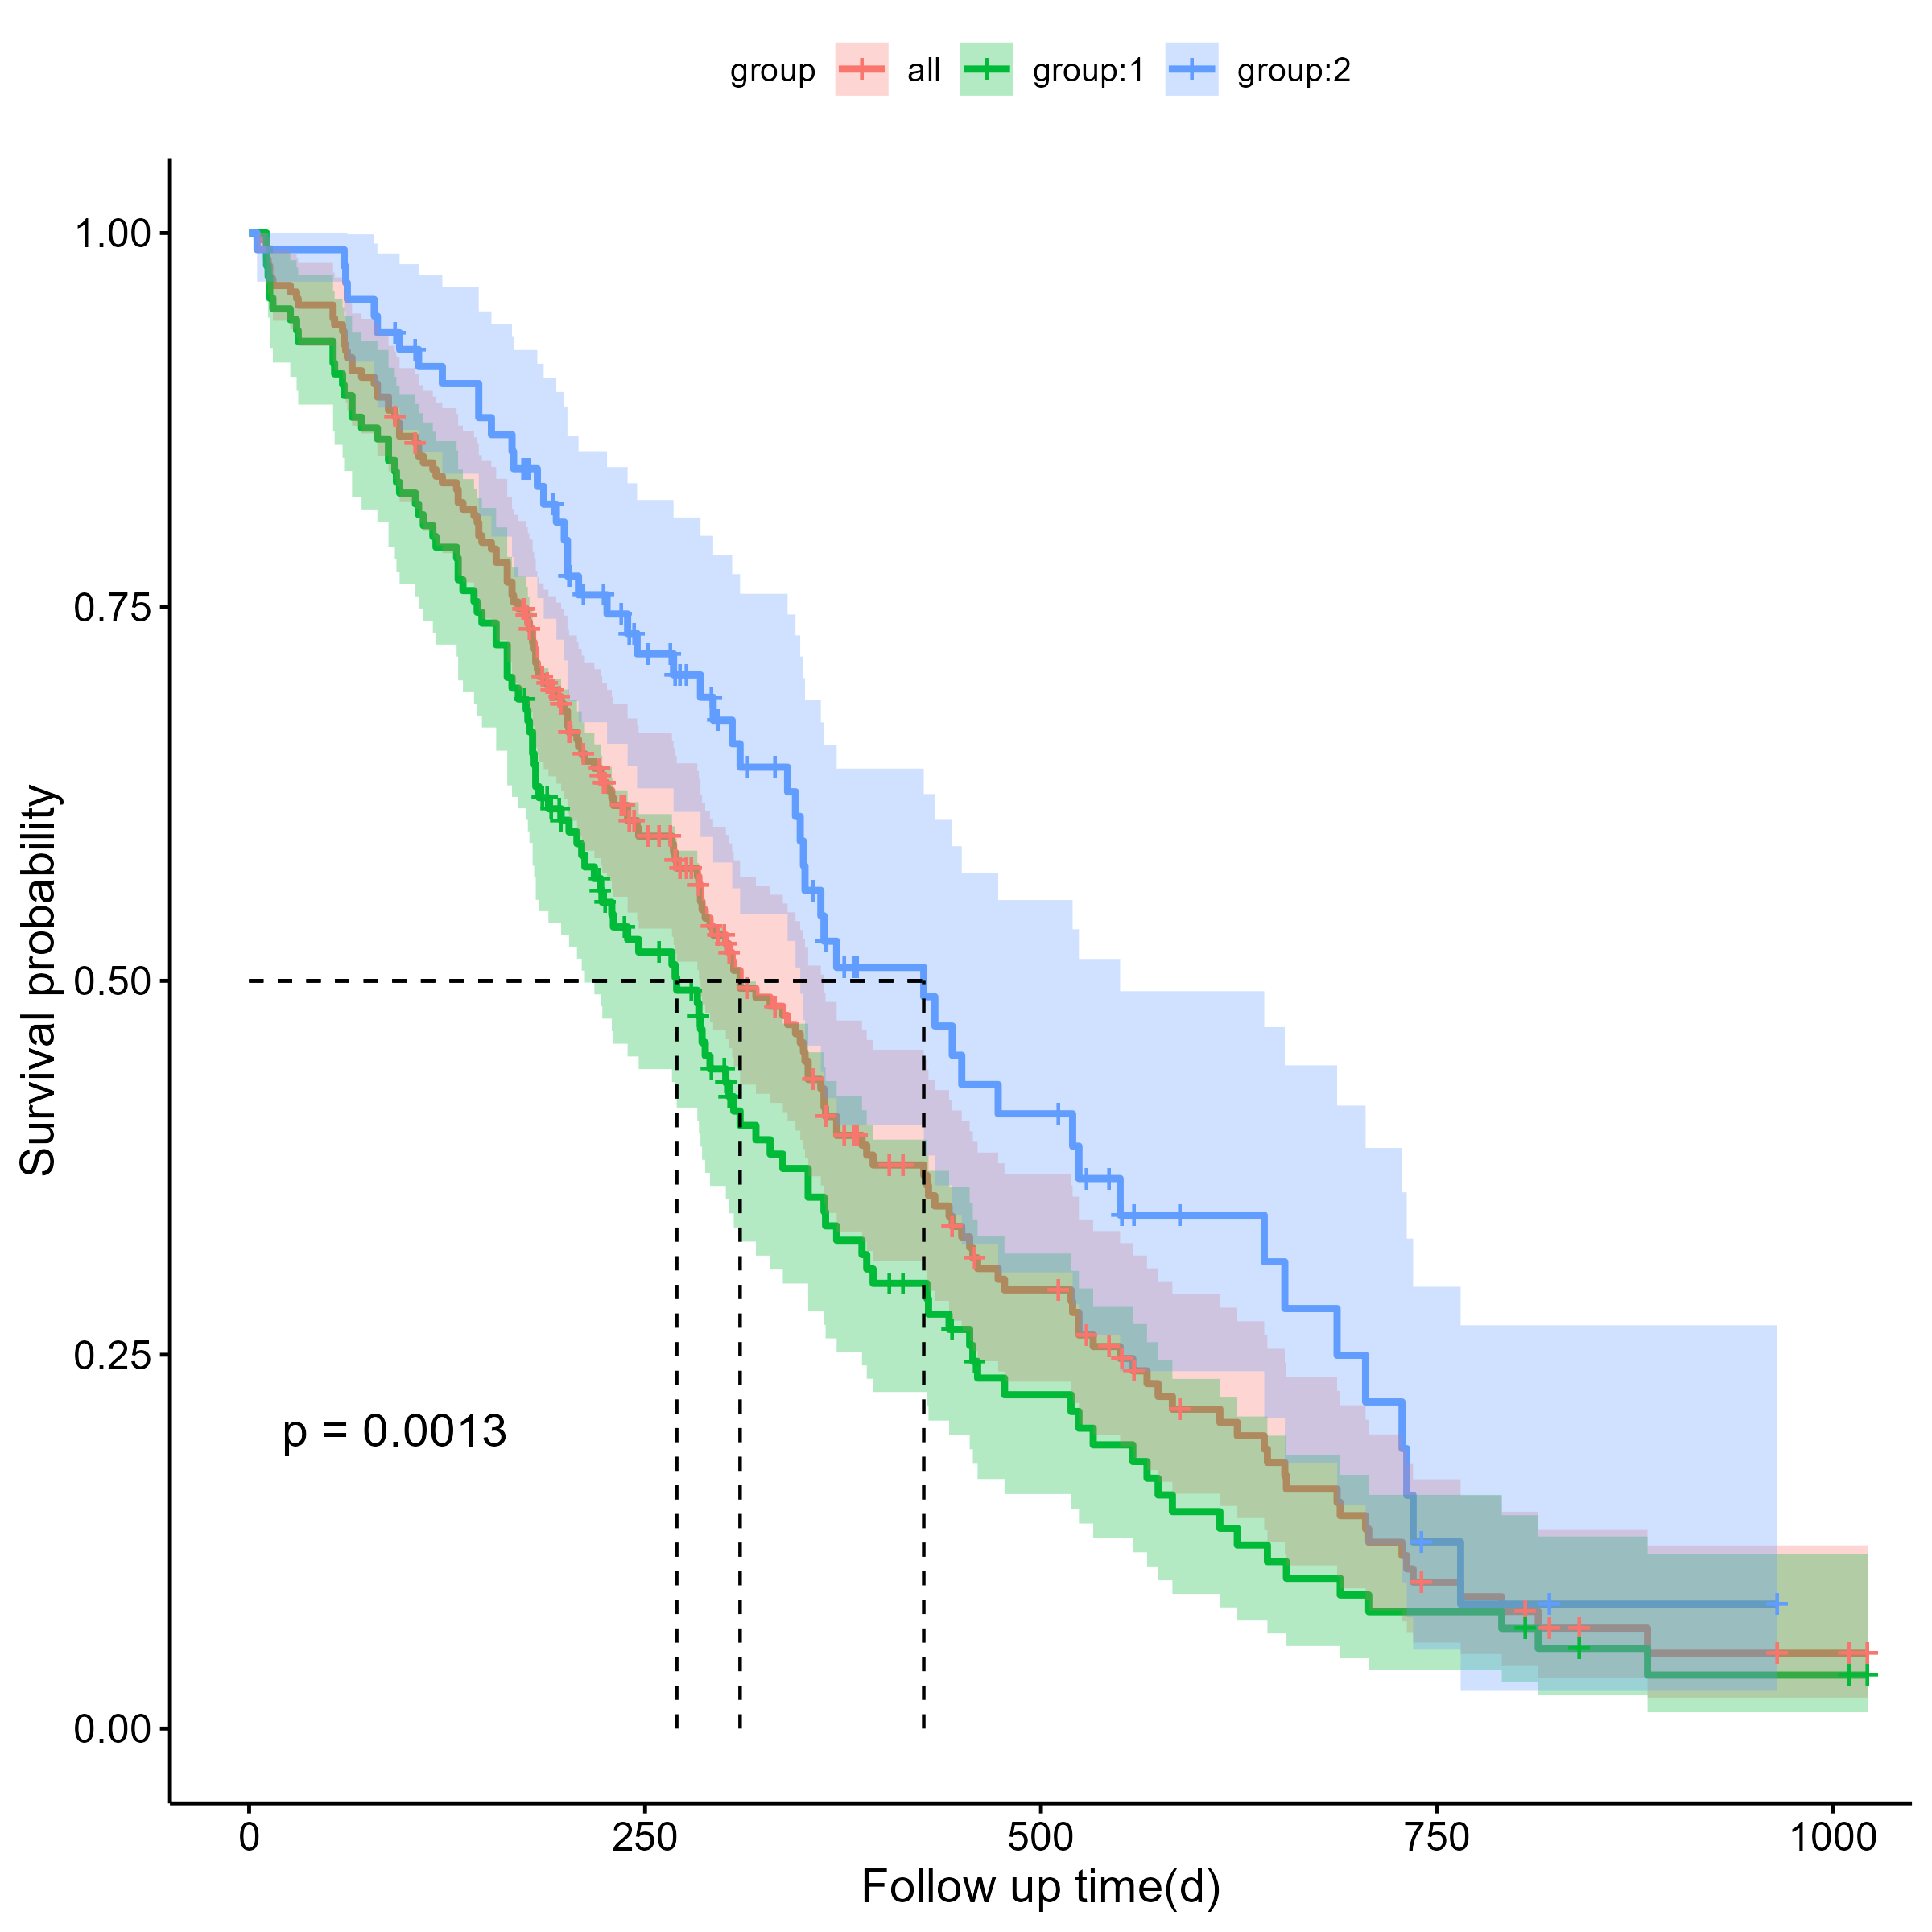 group all group:1 group:2
Survival probability
1.00
0.75
0.50
0.25
0.00
p = 0.0013
0 250 500 750 1000
Follow up time(d)